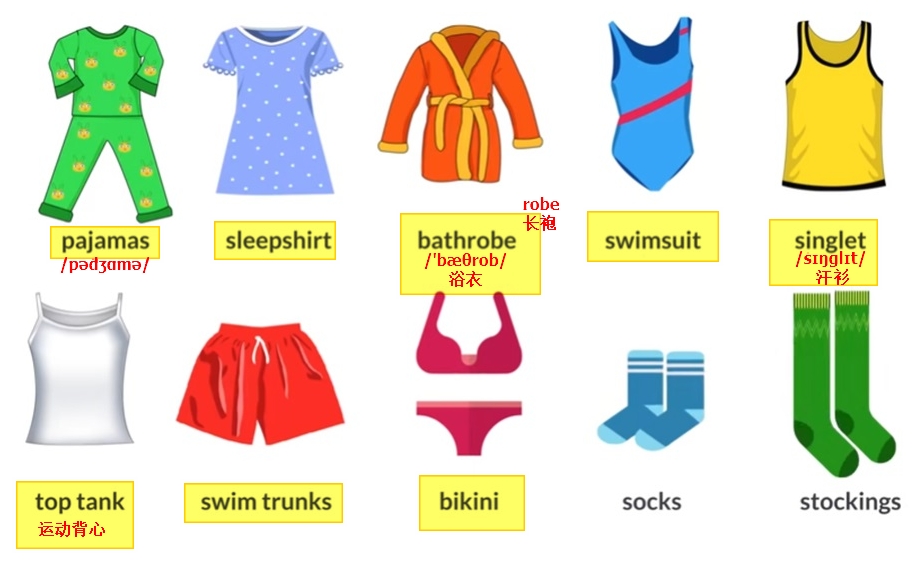 robe
长袍
pajamas
/pədʒɑmə/
sleepshirt
bathrobe
/ˈbæθrob/
浴衣
swimsuit
singlet
/sɪŋglɪt/
汗衫
top tank
运动背心
swim trunks
bikini
socks
stockings